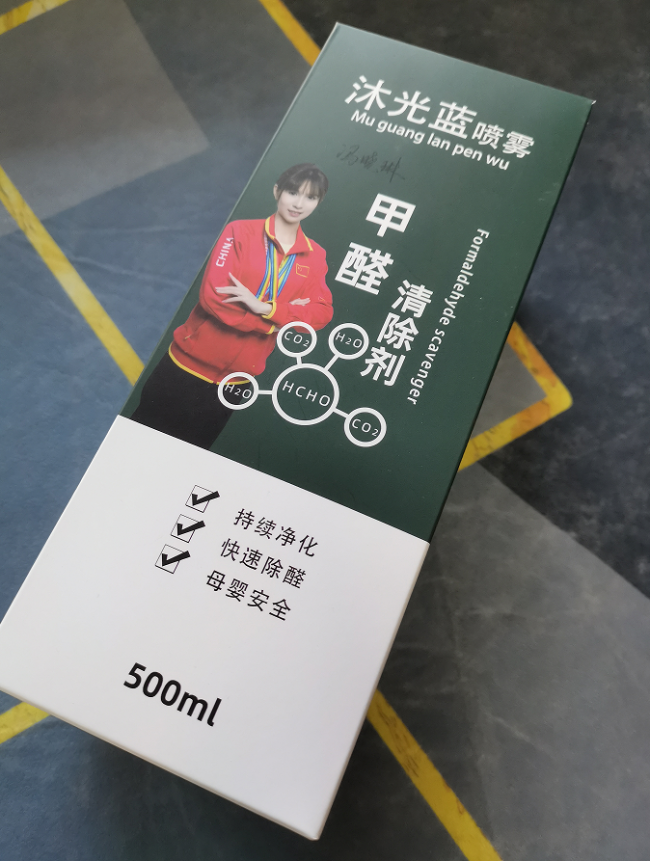 沐光蓝喷雾
Mu guang lan pen wu
CHINA
甲醛
清除剂
Formaldehyde scavenger
CO2
H2O
H2O
HCHO
CO2
持续净化
快速除醛
母婴安全
500ml